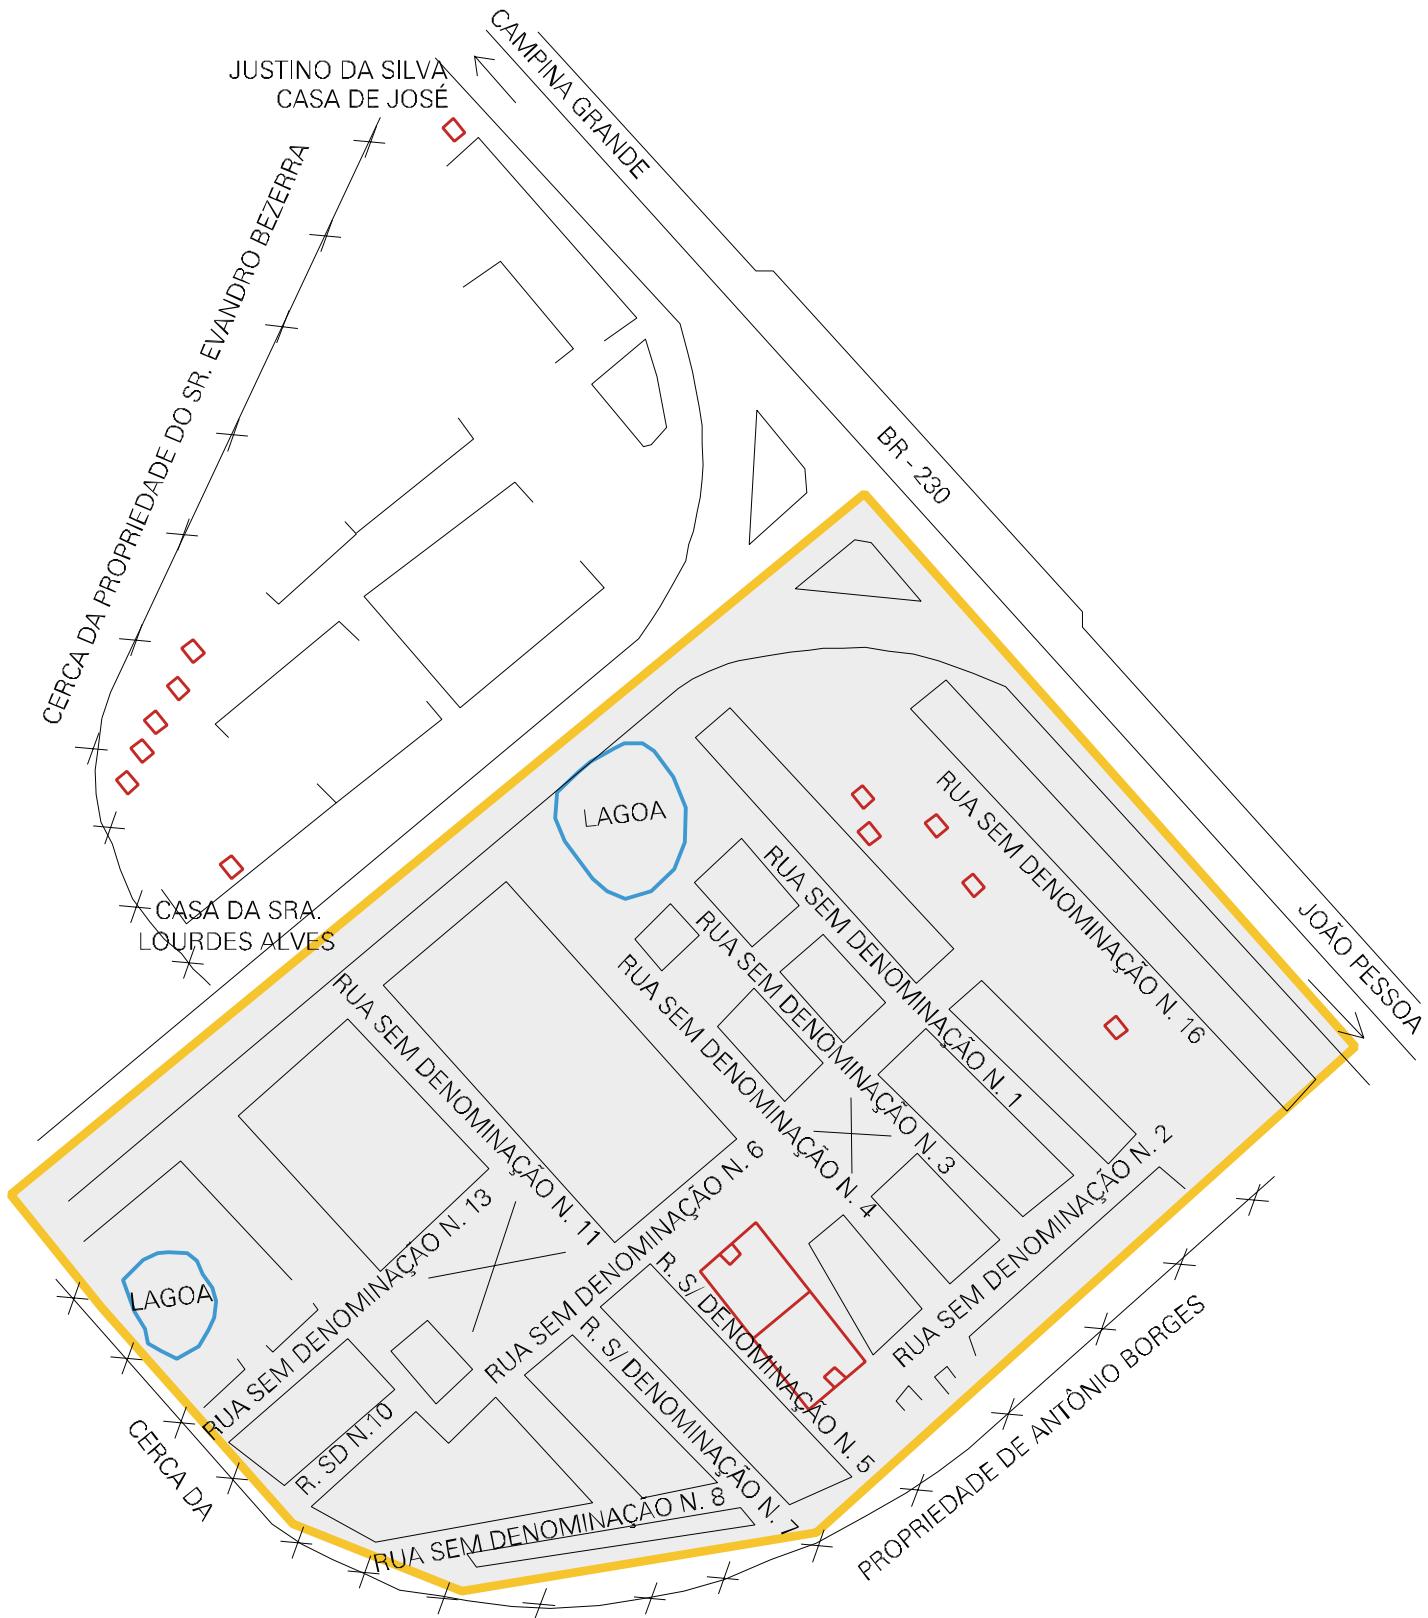 CAMPINA GRANDE
JUSTINO DA SILVA
CASA DE JOSÉ
CERCA DA PROPRIEDADE DO SR. EVANDRO BEZERRA
BR - 230
LAGOA
RUA SEM DENOMINAÇÃO N. 16
JOÃO PESSOA
CASA DA SRA.
LOURDES ALVES
RUA SEM DENOMINAÇÃO N. 1
RUA SEM DENOMINAÇÃO N. 3
RUA SEM DENOMINAÇÃO N. 4
RUA SEM DENOMINAÇÃO N. 11
RUA SEM DENOMINAÇÃO N. 2
RUA SEM DENOMINAÇÃO N. 6
RUA SEM DENOMINAÇÃO N. 13
LAGOA
R. S/ DENOMINAÇÃO N. 5
R. S/ DENOMINAÇÃO N. 7
R. SD N.10
RUA SEM DENOMINAÇÃO N. 8
CERCA DA
PROPRIEDADE DE ANTÔNIO BORGES